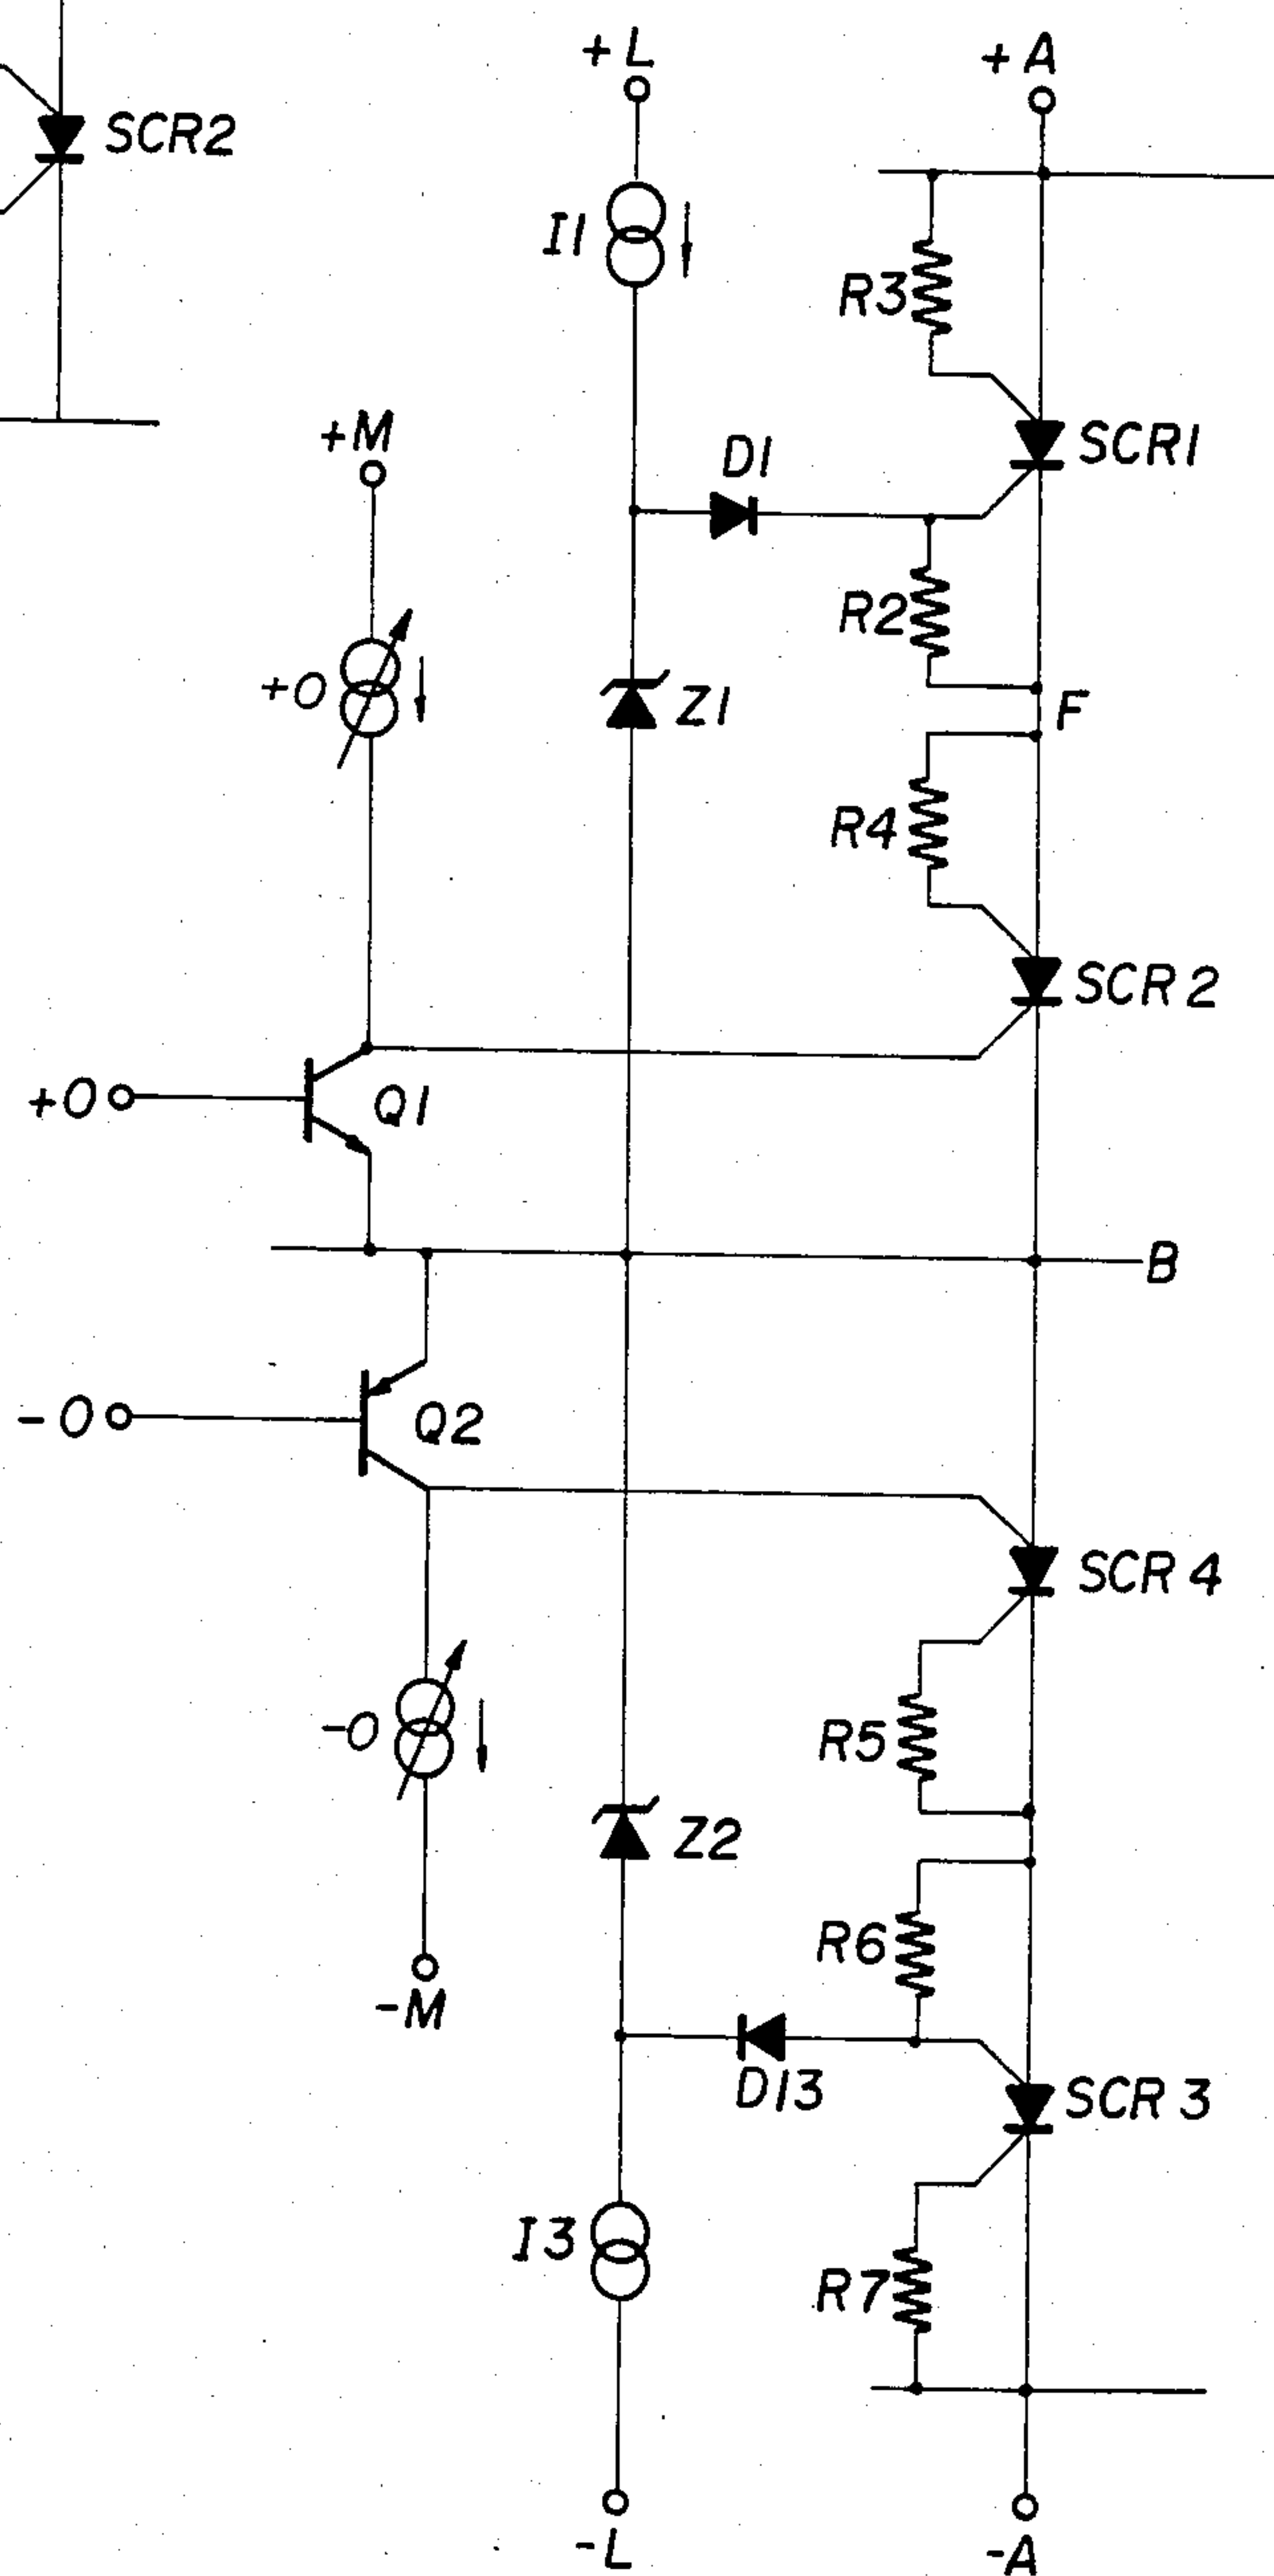 +L
+A
SCR2
I1
R3
+M
D1
SCR1
R2
+O
Z1
F
R4
SCR 2
+O
Q1
B
-O
Q2
SCR 4
-O
R5
Z2
R6
-M
D13
SCR 3
I3
R7
-L
-A